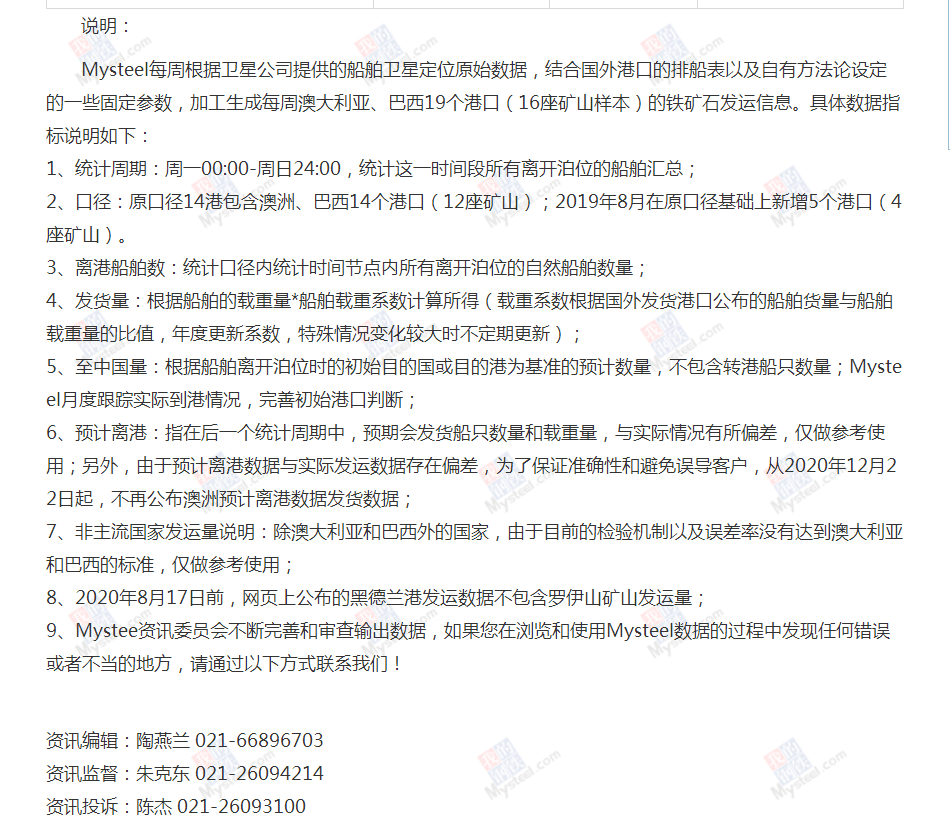 说明：
Mysteel每周根据卫星公司提供的船舶卫星定位原始数据，结合国外港口的排船表以及自有方法论设定
的一些固定参数，加工生成每周澳大利亚、巴西19个港口（16座矿山样本）的铁矿石发运信息。具体数据指
标说明如下：
1、统计周期：周一00:00-周日24:00，统计这一时间段所有离开泊位的船舶汇总；
2、口径：原口径14港包含澳洲、巴西14个港口（12座矿山）；2019年8月在原口径基础上新增5个港口（4
座矿山）。
3、离港船舶数：统计口径内统计时间节点内所有离开泊位的自然船舶数量；
4、发货量：根据船舶的载重量*船舶载重系数计算所得（载重系数根据国外发货港口公布的船舶货量与船舶
载重量的比值，年度更新系数，特殊情况变化较大时不定期更新）；
5、至中国量：根据船舶离开泊位时的初始目的国或目的港为基准的预计数量，不包含转港船只数量；Myste
el月度跟踪实际到港情况，完善初始港口判断；
6、预计离港：指在后一个统计周期中，预期会发货船只数量和载重量，与实际情况有所偏差，仅做参考使
用；另外，由于预计离港数据与实际发运数据存在偏差，为了保证准确性和避免误导客户，从2020年12月2
2日起，不再公布澳洲预计离港数据发货数据；
7、非主流国家发运量说明：除澳大利亚和巴西外的国家，由于目前的检验机制以及误差率没有达到澳大利亚
和巴西的标准，仅做参考使用；
8、2020年8月17日前，网页上公布的黑德兰港发运数据不包含罗伊山矿山发运量；
9、Mystee资讯委员会不断完善和审查输出数据，如果您在浏览和使用Mysteel数据的过程中发现任何错误
或者不当的地方，请通过以下方式联系我们！
资讯编辑：陶燕兰 021-66896703
资讯监督：朱克东 021-26094214
资讯投诉：陈杰 021-26093100